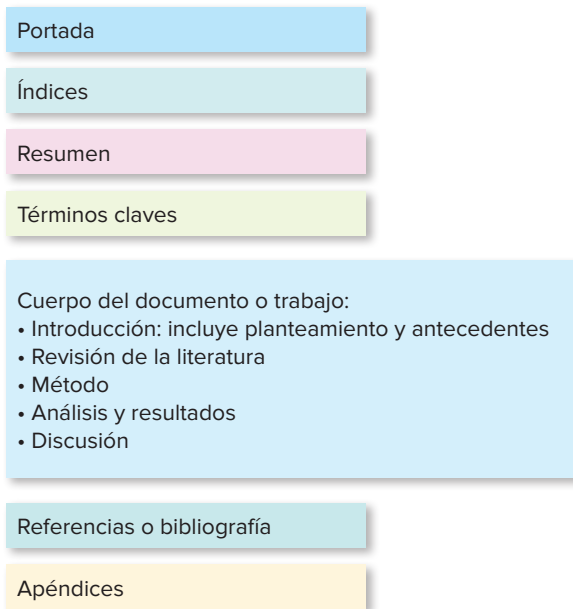 Portada
Índices
Resumen
Términos claves
Cuerpo del documento o trabajo:
• Introducción: incluye planteamiento y antecedentes
• Revisión de la literatura
• Método
• Análisis y resultados
• Discusión
Referencias o bibliografía
Apéndices